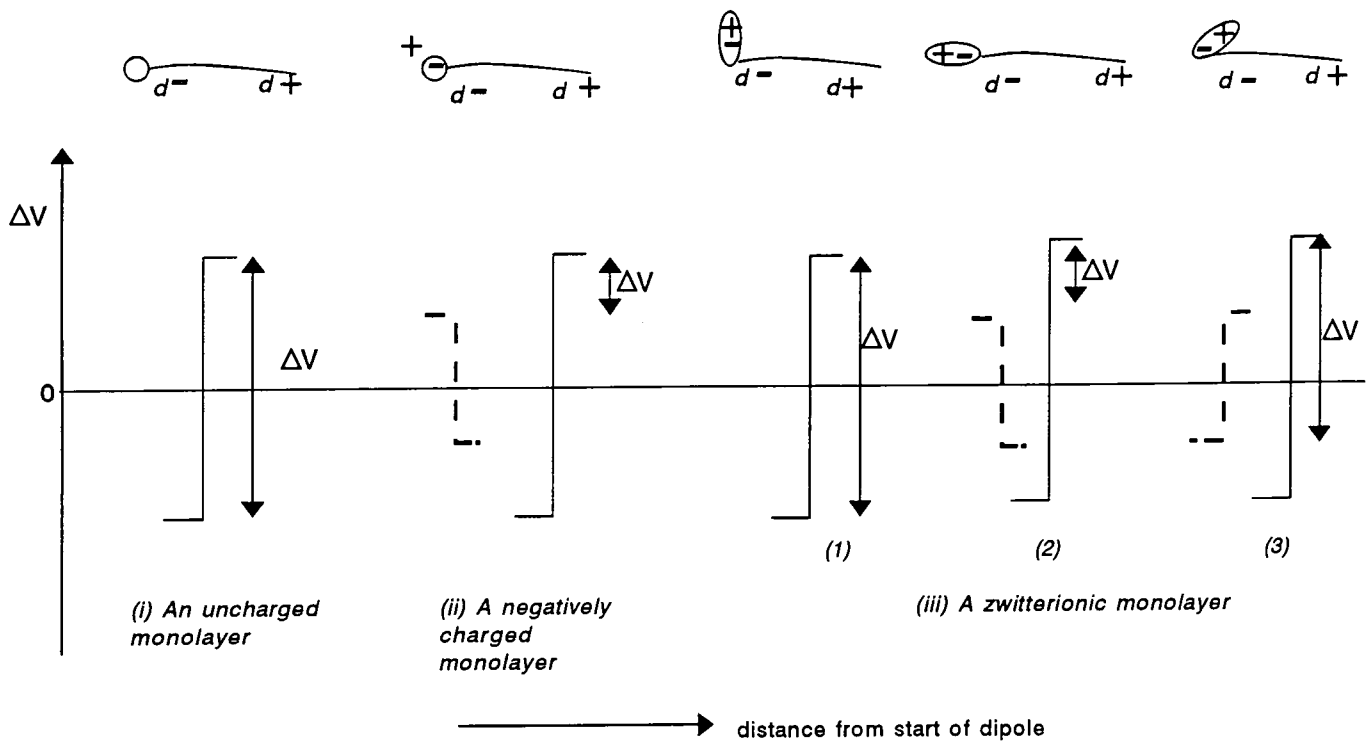 + + + -
- + - - +
d- d+ d- d+ d- d+ d- d+ d- d+
ΔV
ΔV ΔV ΔV ΔV ΔV
0
(1) (2) (3)
(i) An uncharged
monolayer
(ii) A negatively
charged
monolayer
(iii) A zwitterionic monolayer
distance from start of dipole